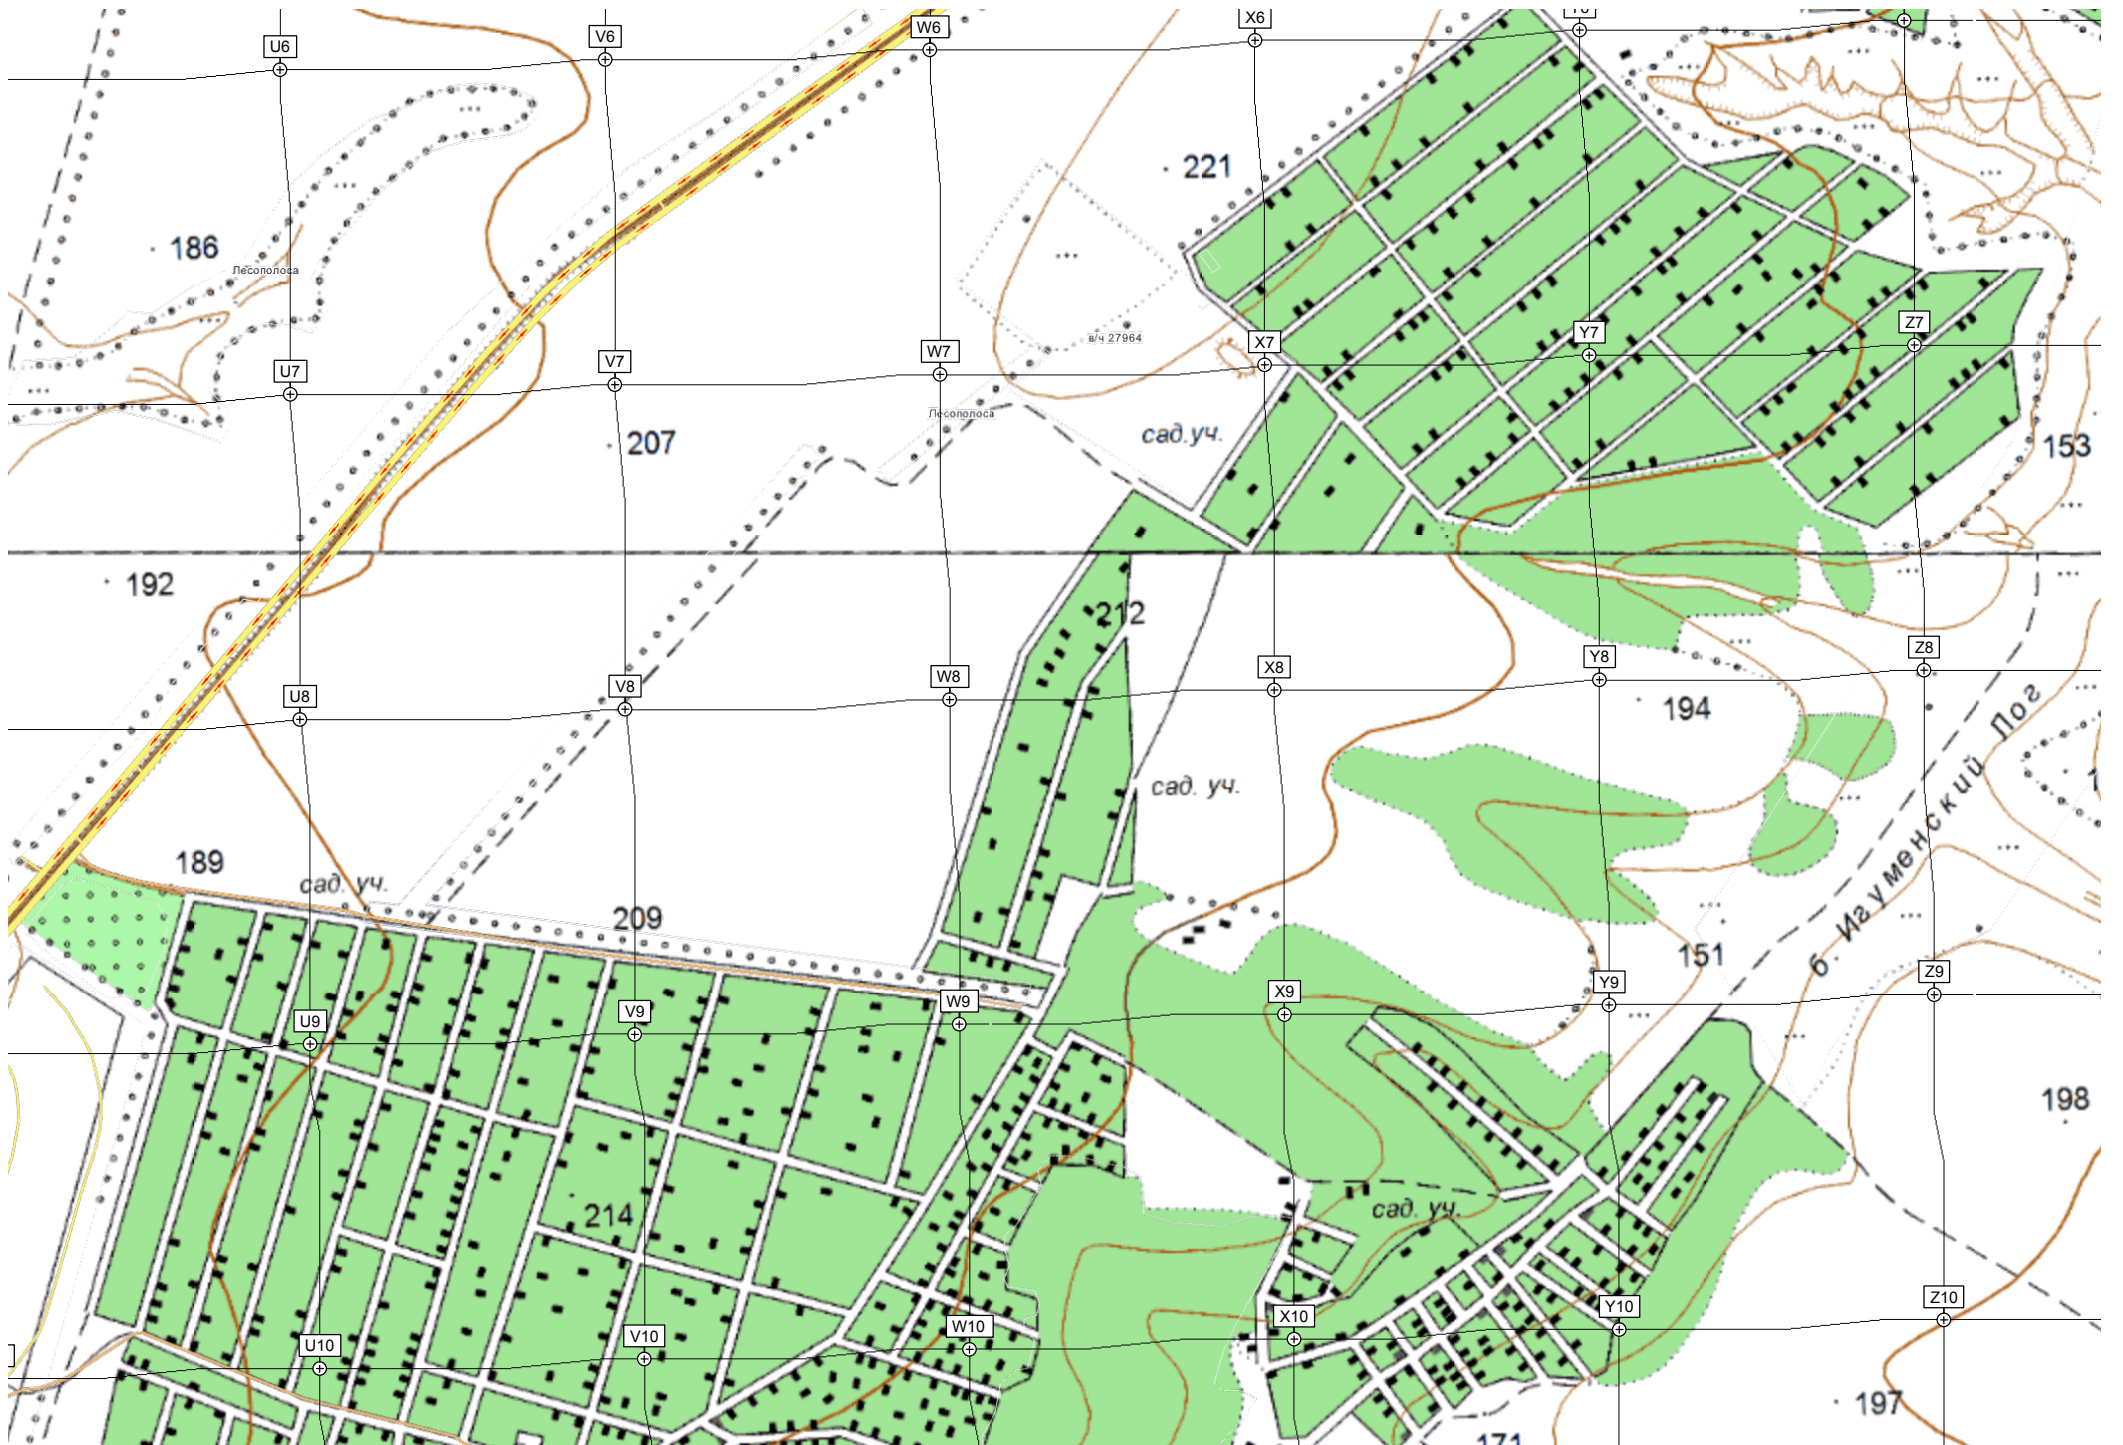 U6
V6
W6
X6
221
186
Лесополоса
в/ч 27964
U7
V7
W7
X7
Y7
Z7
Лесополоса
207
сад.уч.
153
192
212
U8
V8
W8
X8
Y8
Z8
194
сад. уч.
б. Игуменский Лог
189
сад. уч.
209
151
U9
V9
W9
X9
Y9
Z9
198
214
сад. уч.
U10
V10
W10
X10
Y10
Z10
197
171